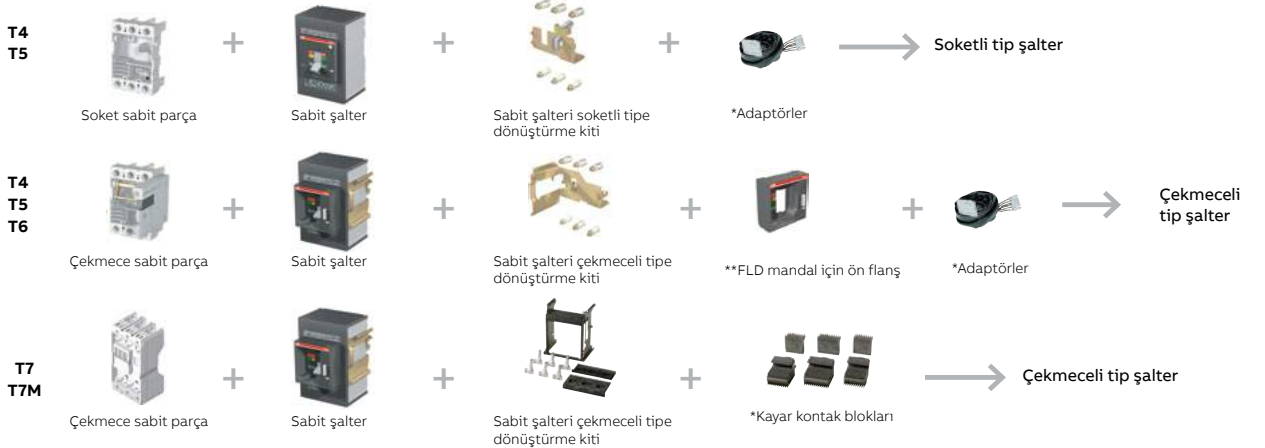 T4
T5
Soketli tip şalter
Soket sabit parça
Sabit şalter
Sabit şalteri soketli tipe
dönüştürme kiti
*Adaptörler
T4
T5
T6
Çekmeceli
tip şalter
Çekmece sabit parça
Sabit şalter
Sabit şalteri çekmeceli tipe
dönüştürme kiti
**FLD mandal için ön flanş
*Adaptörler
T7
T7M
Çekmeceli tip şalter
Çekmece sabit parça
Sabit şalter
Sabit şalteri çekmeceli tipe
dönüştürme kiti
*Kayar kontak blokları